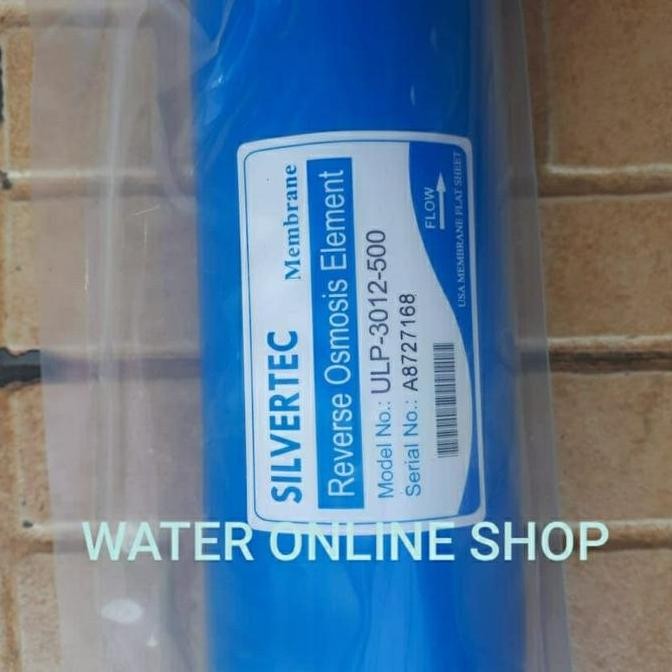 SILVERTEC
Membrane
Reverse Osmosis Element
Model No.: ULP-3012-500
Serial No.: A8727168
FLOW
USA MEMBRANE FLAT SHEET
WATER ONLINE SHOP